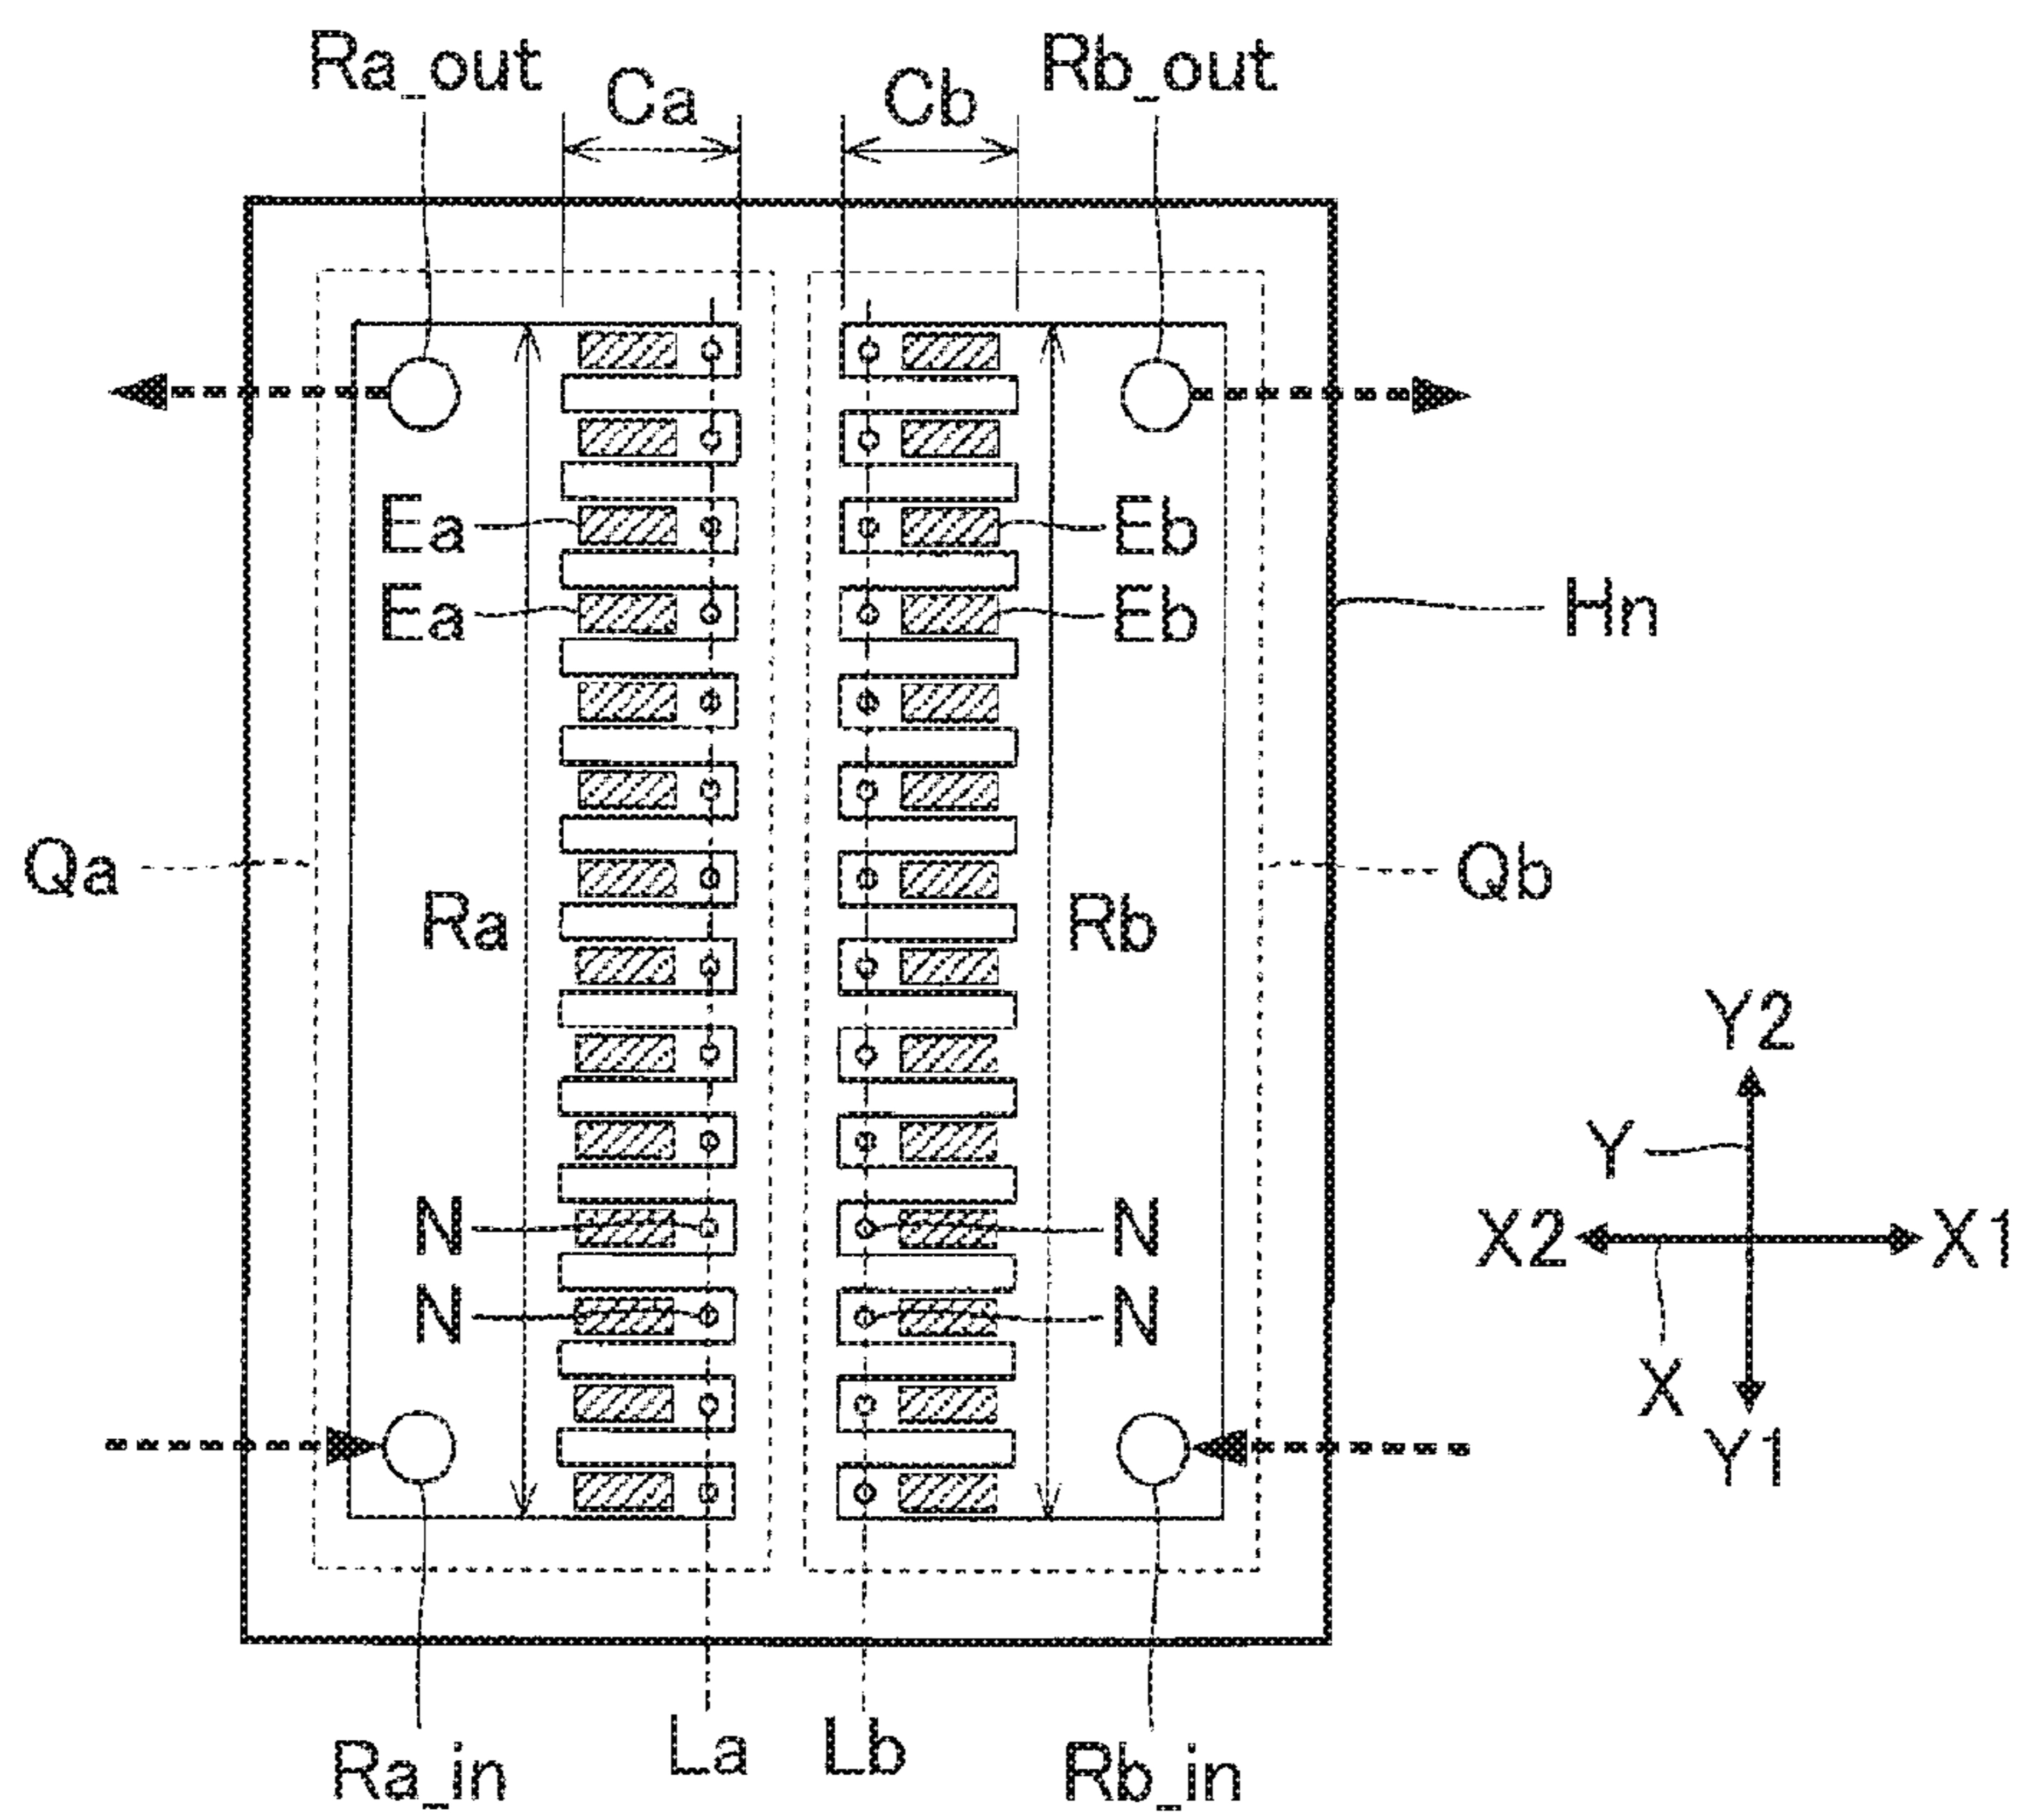 Ra_out Ca Cb Rb_out
Ea Eb
Ea Eb Hn
Qa Qb
Ra Rb
Y2
Y
N N
X2 X1
N N
X
Y1
La Lb
Ra_in Rb_in